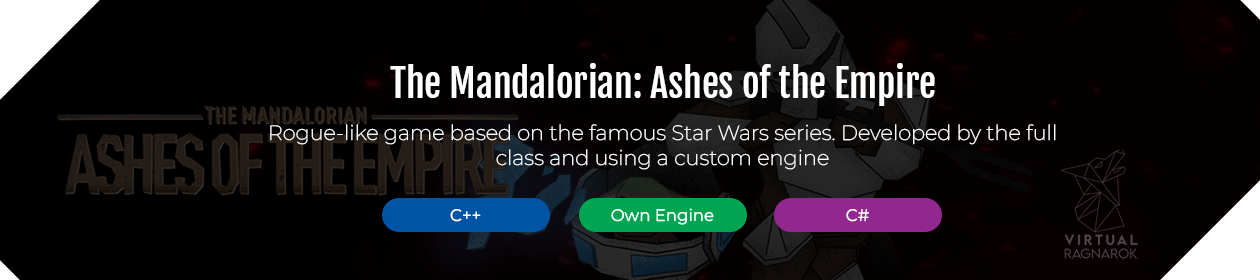 The Mandalorian: Ashes of the Empire
THE MANDALORIAN
ASHES OF THE EMPIRE
Rogue-like game based on the famous Star Wars series. Developed by the full
class and using a custom engine
C++
Own Engine
C#
VIRTUAL
RAGNAROK